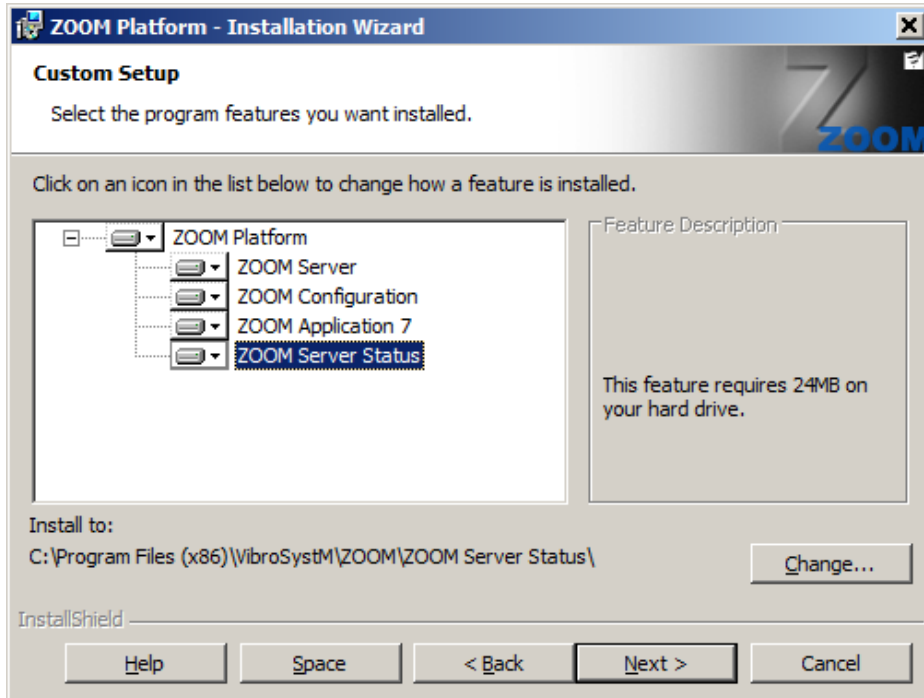 ZOOM Platform - Installation Wizard
Custom Setup
Select the program features you want installed.
ZOOM
Click on an icon in the list below to change how a feature is installed.
ZOOM Platform
ZOOM Server
ZOOM Configuration
ZOOM Application 7
ZOOM Server Status
Feature Description
This feature requires 24MB on
your hard drive.
Install to:
C:\Program Files (x86)\VibroSystM\ZOOM\ZOOM Server Status\
Change...
InstallShield
Help
Space
< Back
Next >
Cancel